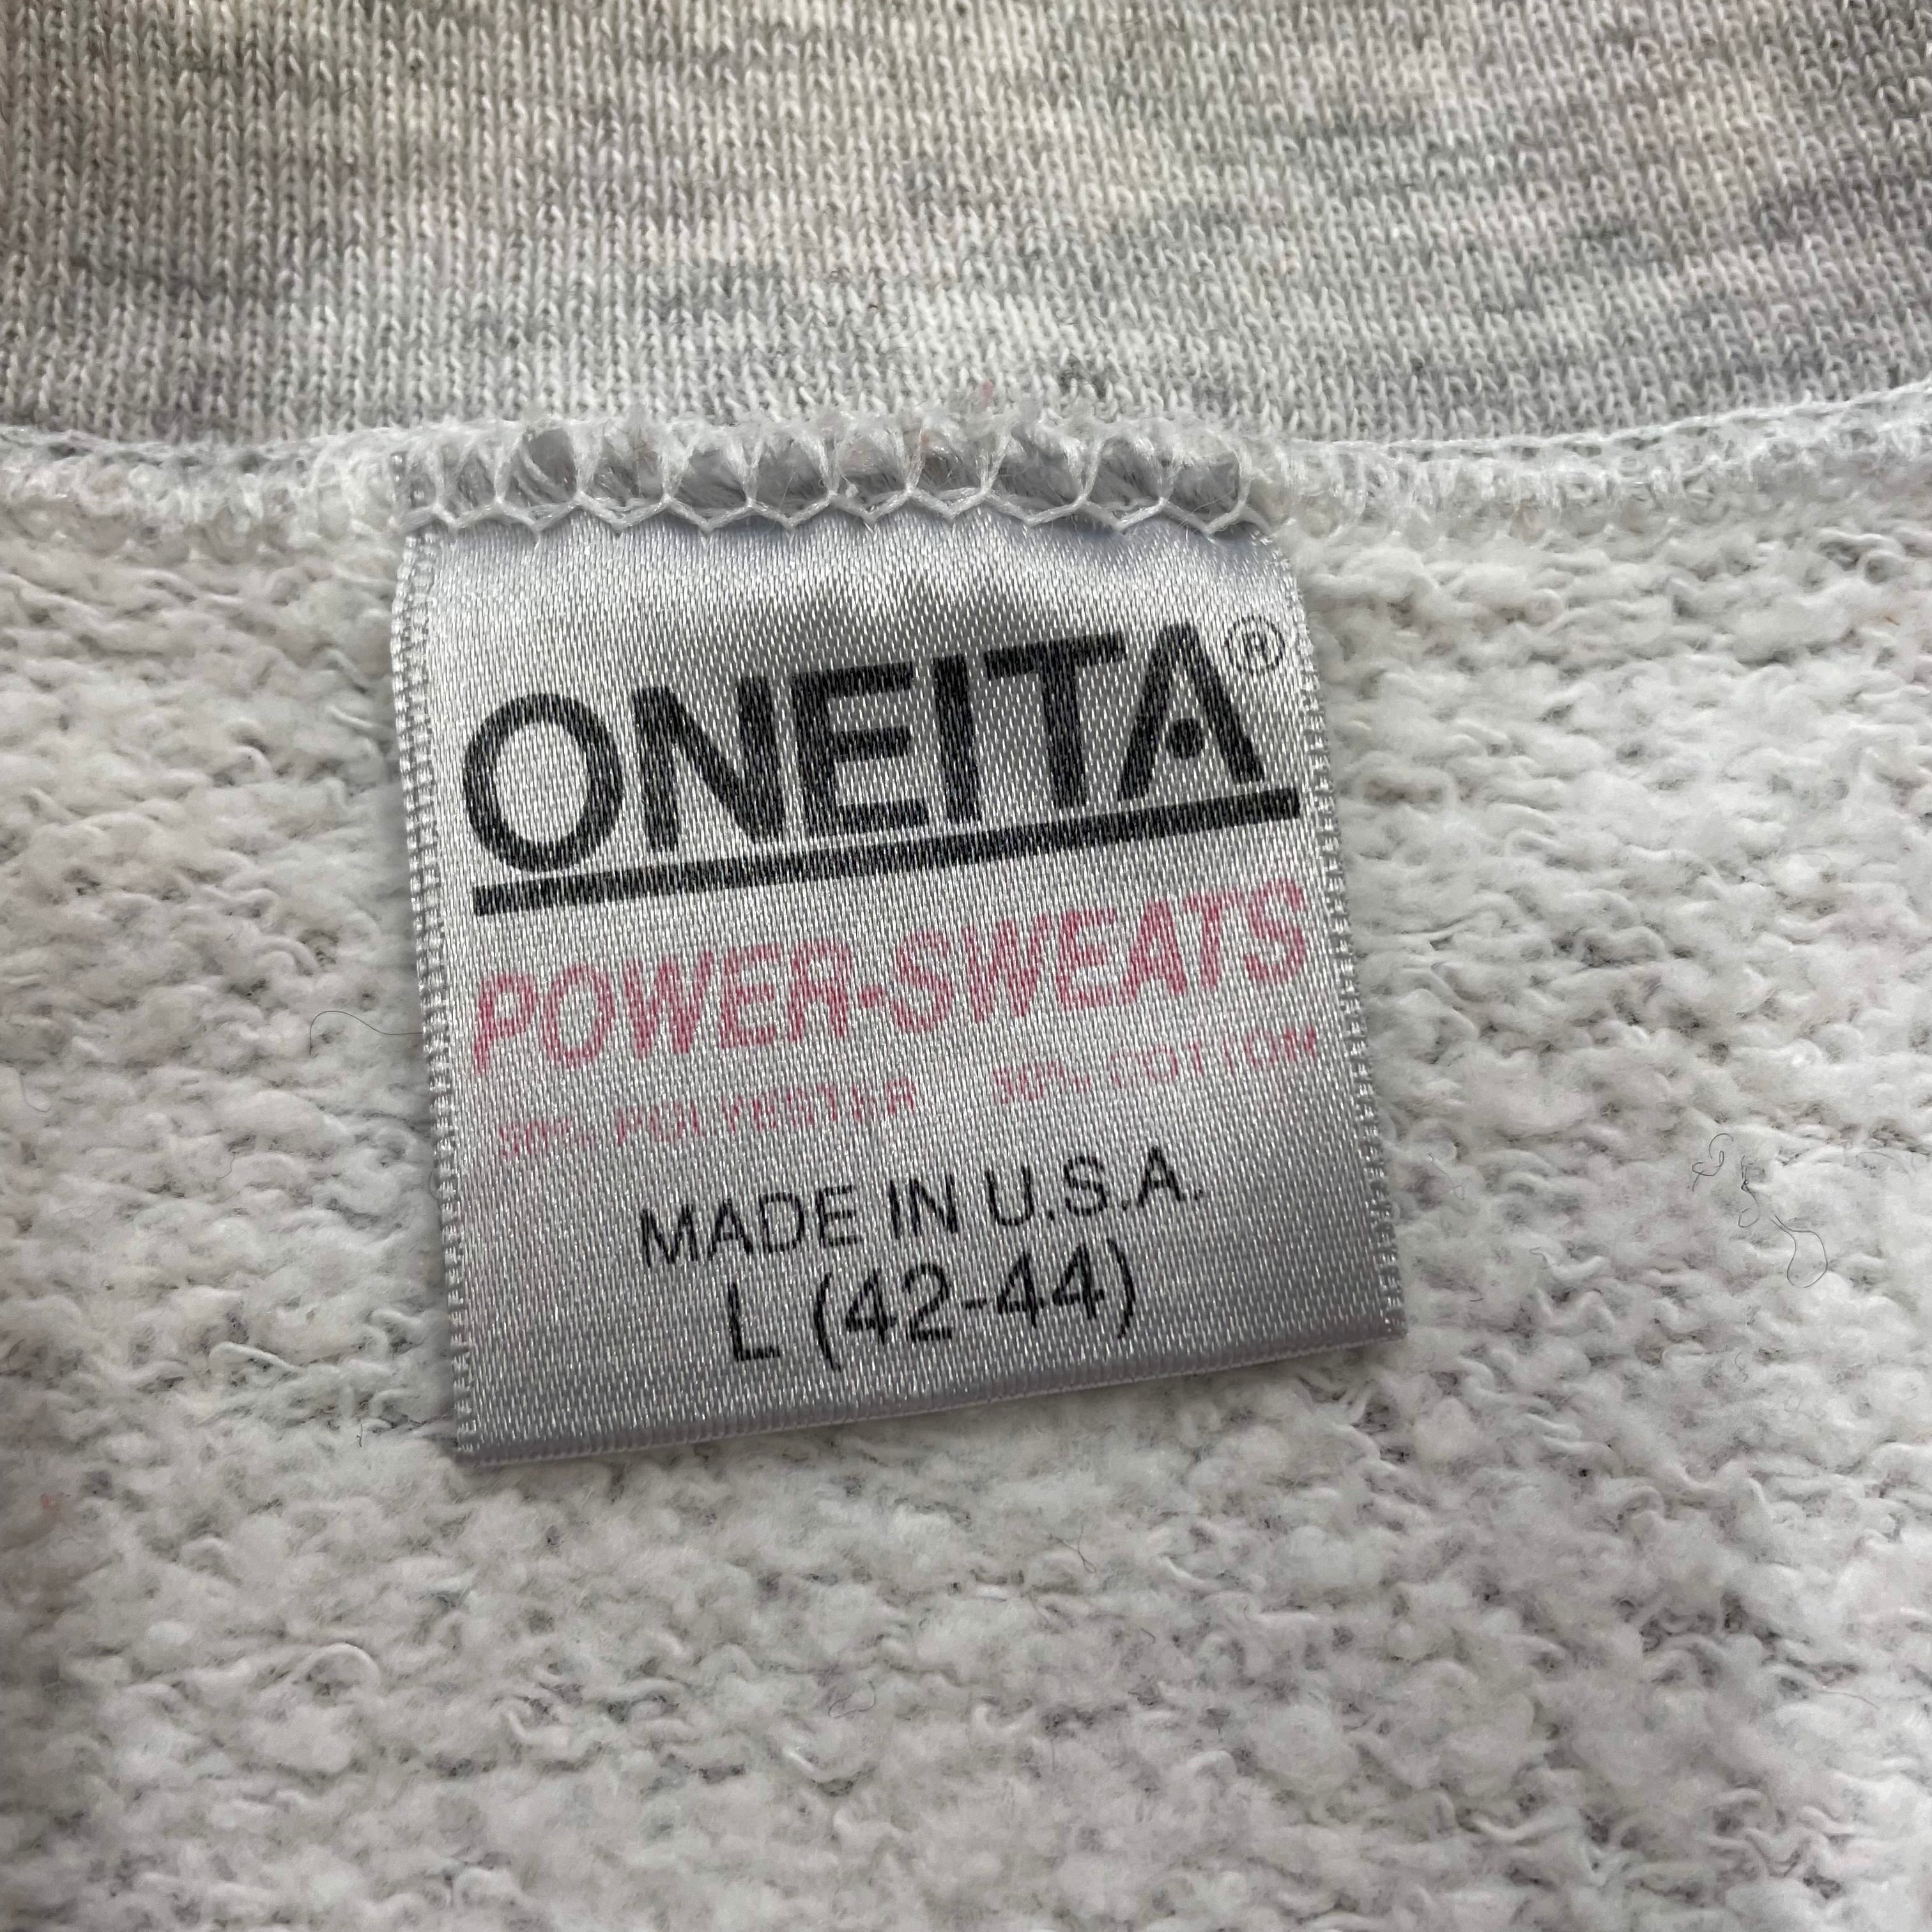 ONEITA®
POWER-SWEATS
50% POLYESTER 50% COTTON
MADE IN U.S.A.
L (42-44)